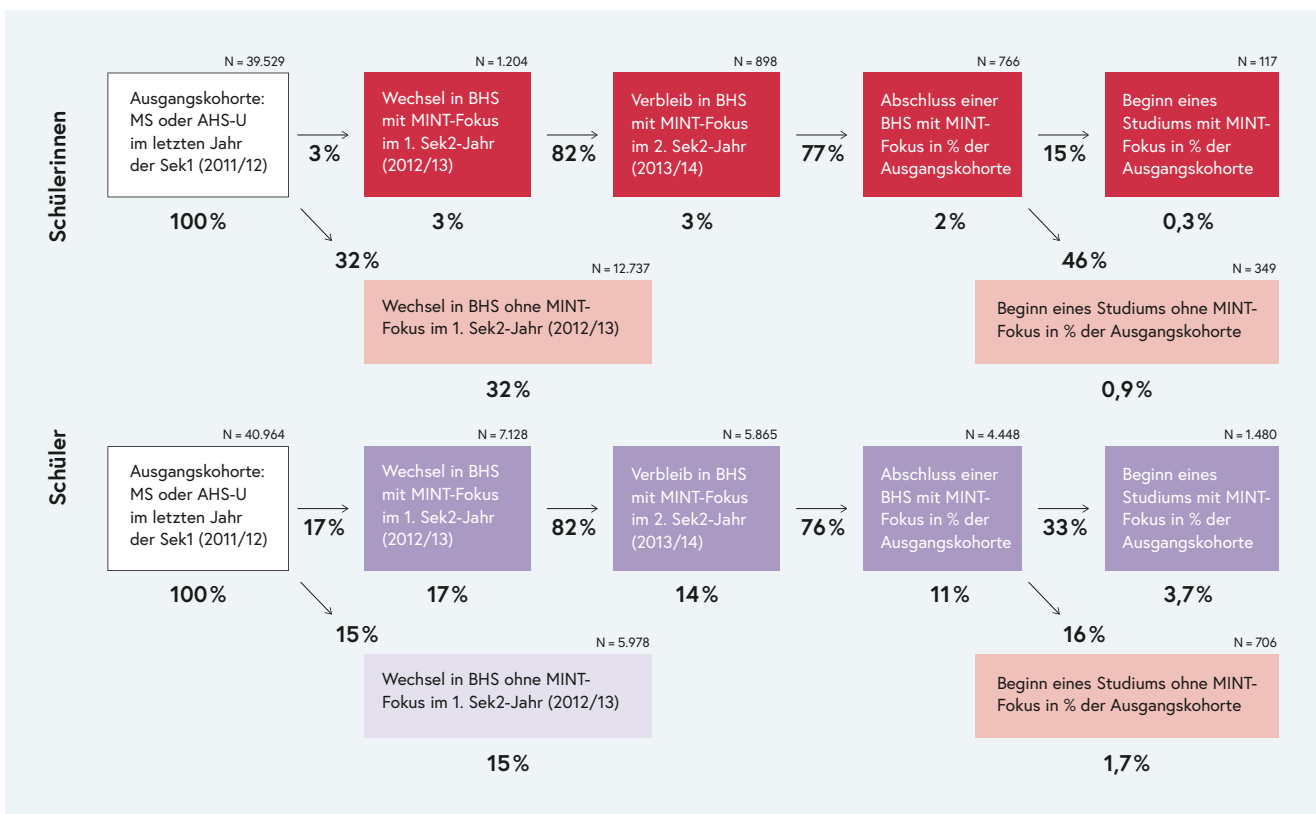 Schülerinnen
N = 39.529
Ausgangskohorte:
MS oder AHS-U
im letzten Jahr
der Sek1 (2011/12)
100 %
3 %
N = 1.204
Wechsel in BHS
mit MINT-Fokus
im 1. Sek2-Jahr
(2012/13)
3 %
82 %
N = 898
Verbleib in BHS
mit MINT-Fokus
im 2. Sek2-Jahr
(2013/14)
3 %
77 %
N = 766
Abschluss einer
BHS mit MINT-
Fokus in % der
Ausgangskohorte
2 %
15 %
N = 117
Beginn eines
Studiums mit MINT-
Fokus in % der
Ausgangskohorte
0,3 %
32 %
N = 12.737
Wechsel in BHS ohne MINT-
Fokus im 1. Sek2-Jahr (2012/13)
32 %
46 %
N = 349
Beginn eines Studiums ohne MINT-
Fokus in % der Ausgangskohorte
0,9 %
Schüler
N = 40.964
Ausgangskohorte:
MS oder AHS-U
im letzten Jahr
der Sek1 (2011/12)
100 %
17 %
N = 7.128
Wechsel in BHS
mit MINT-Fokus
im 1. Sek2-Jahr
(2012/13)
17 %
82 %
N = 5.865
Verbleib in BHS
mit MINT-Fokus
im 2. Sek2-Jahr
(2013/14)
14 %
76 %
N = 4.448
Abschluss einer
BHS mit MINT-
Fokus in % der
Ausgangskohorte
11 %
33 %
N = 1.480
Beginn eines
Studiums mit MINT-
Fokus in % der
Ausgangskohorte
3,7 %
15 %
N = 5.978
Wechsel in BHS ohne MINT-
Fokus im 1. Sek2-Jahr (2012/13)
15 %
16 %
N = 706
Beginn eines Studiums ohne MINT-
Fokus in % der Ausgangskohorte
1,7 %